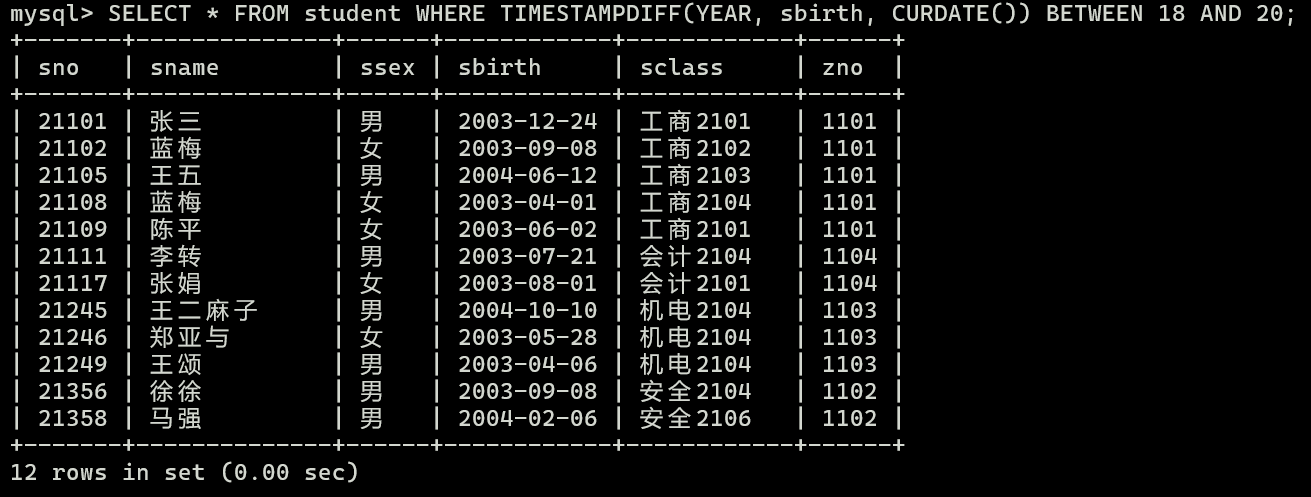 mysql> SELECT * FROM student WHERE TIMESTAMPDIFF(YEAR, sbirth, CURDATE()) BETWEEN 18 AND 20;
+-------+--------------+------+------------+------------+------+
| sno   | sname        | ssex | sbirth     | sclass     | zno  |
+-------+--------------+------+------------+------------+------+
| 21101 | 张三         | 男   | 2003-12-24 | 工商2101   | 1101 |
| 21102 | 蓝梅         | 女   | 2003-09-08 | 工商2102   | 1101 |
| 21105 | 王五         | 男   | 2004-06-12 | 工商2103   | 1101 |
| 21108 | 蓝梅         | 女   | 2003-04-01 | 工商2104   | 1101 |
| 21109 | 陈平         | 女   | 2003-06-02 | 工商2101   | 1101 |
| 21111 | 李转         | 男   | 2003-07-21 | 会计2104   | 1104 |
| 21117 | 张娟         | 女   | 2003-08-01 | 会计2101   | 1104 |
| 21245 | 王二麻子     | 男   | 2004-10-10 | 机电2104   | 1103 |
| 21246 | 郑亚与       | 女   | 2003-05-28 | 机电2104   | 1103 |
| 21249 | 王颂         | 男   | 2003-04-06 | 机电2104   | 1103 |
| 21356 | 徐徐         | 男   | 2003-09-08 | 安全2104   | 1102 |
| 21358 | 马强         | 男   | 2004-02-06 | 安全2106   | 1102 |
+-------+--------------+------+------------+------------+------+
12 rows in set (0.00 sec)